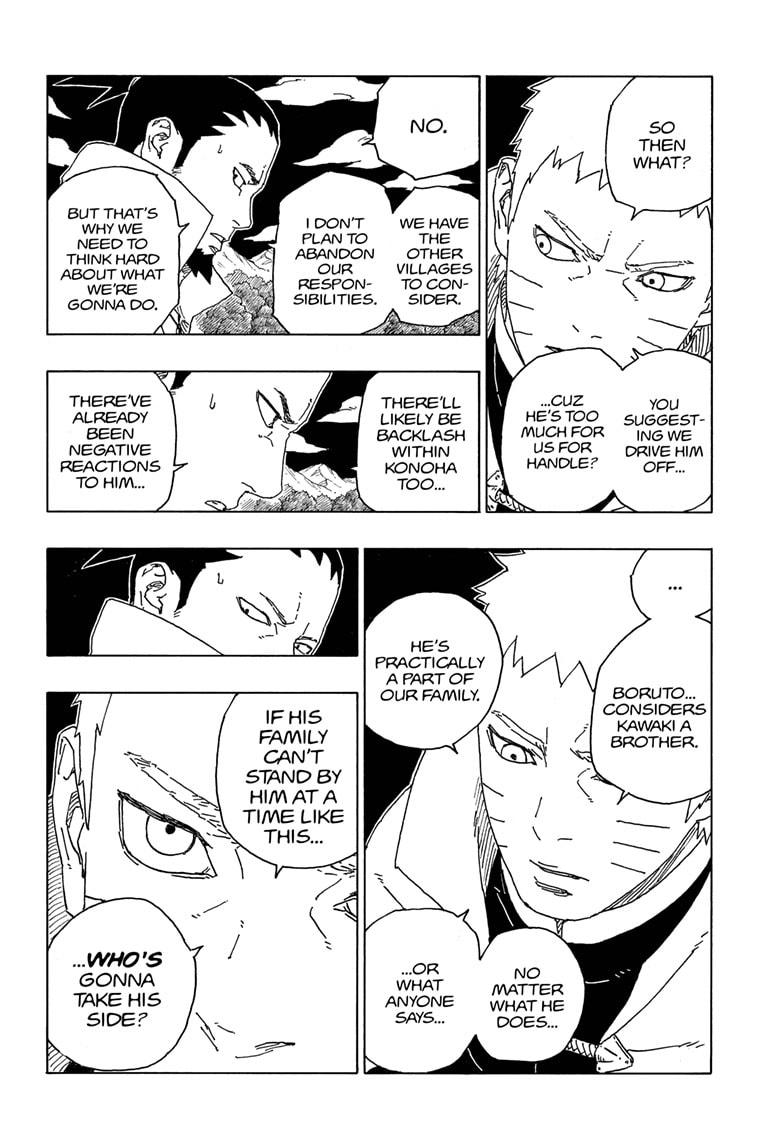 SO
THEN
WHAT?
YOU
SUGGEST-
ING WE
DRIVE HIM
OFF...
...CUZ
HE'S TOO
MUCH FOR
US FOR
HANDLE?
NO.
WE HAVE
THE
OTHER
VILLAGES
TO CON-
SIDER.
I DON'T
PLAN TO
ABANDON
OUR
RESPON-
SIBILITIES.
BUT THAT'S
WHY WE
NEED TO
THINK HARD
ABOUT WHAT
WE'RE
GONNA DO.
THERE'LL
LIKELY BE
BACKLASH
WITHIN
KONOHA
TOO...
THERE'VE
ALREADY
BEEN
NEGATIVE
REACTIONS
TO HIM...
...
BORUTO...
CONSIDERS
KAWAKI A
BROTHER.
HE'S
PRACTICALLY
A PART OF
OUR FAMILY.
NO
MATTER
WHAT HE
DOES...
...OR
WHAT
ANYONE
SAYS...
IF HIS
FAMILY
CAN'T
STAND BY
HIM AT A
TIME LIKE
THIS...
...WHO'S
GONNA
TAKE HIS
SIDE?